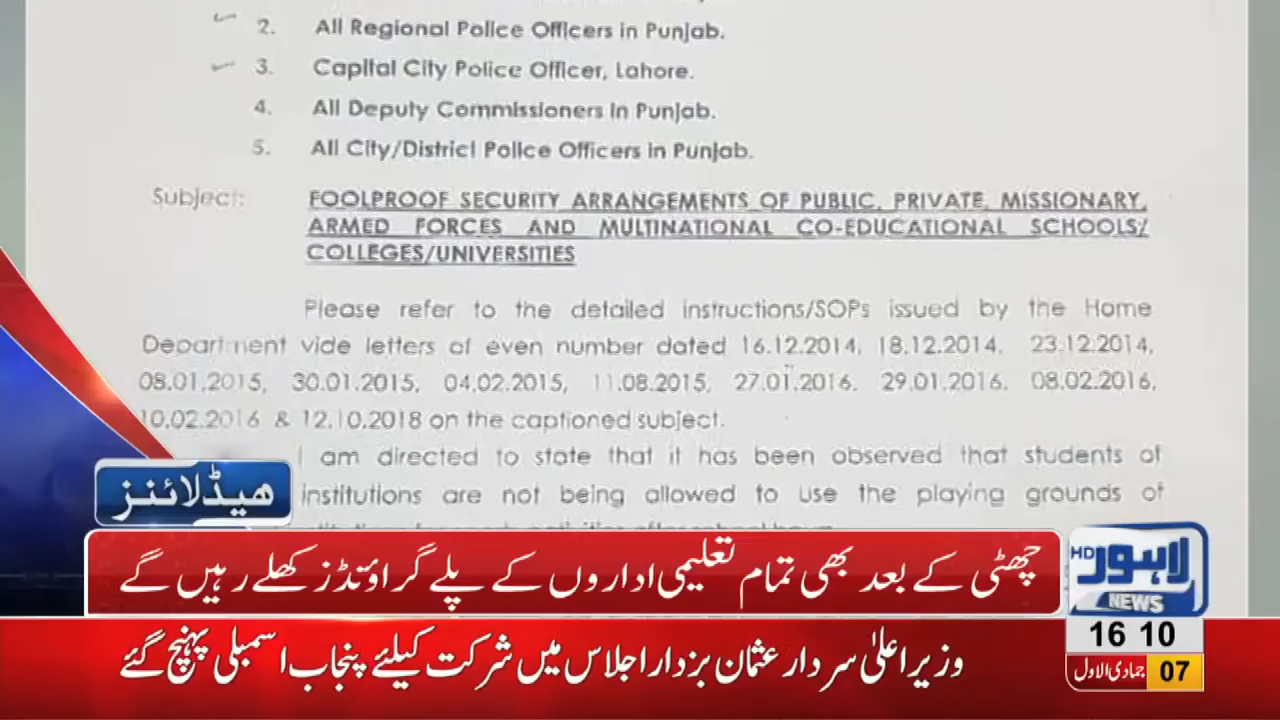 2. All Regional Police Officers in Punjab.
3. Capital City Police Officer, Lahore.
4. All Deputy Commissioners in Punjab.
5. All City/District Police Officers in Punjab.
Subject: FOOLPROOF SECURITY ARRANGEMENTS OF PUBLIC, PRIVATE, MISSIONARY,
ARMED FORCES AND MULTINATIONAL CO-EDUCATIONAL SCHOOLS/
COLLEGES/UNIVERSITIES
Please refer to the detailed instructions/SOPs issued by the Home
Department vide letters of even number dated 16.12.2014, 18.12.2014, 23.12.2014,
08.01.2015, 30.01.2015, 04.02.2015, 11.08.2015, 27.01.2016, 29.01.2016, 08.02.2016,
10.02.2016 & 12.10.2018 on the captioned subject.
I am directed to state that it has been observed that students of
institutions are not being allowed to use the playing grounds of
ہیڈلائنز
چھٹی کے بعد بھی تمام تعلیمی اداروں کے پلے گراؤنڈز کھلے رہیں گے
وزیراعلیٰ سردار عثمان بزدار اجلاس میں شرکت کیلئے پنجاب اسمبلی پہنچ گئے
لاہور HD
NEWS
16 10
07 جمادی الاول